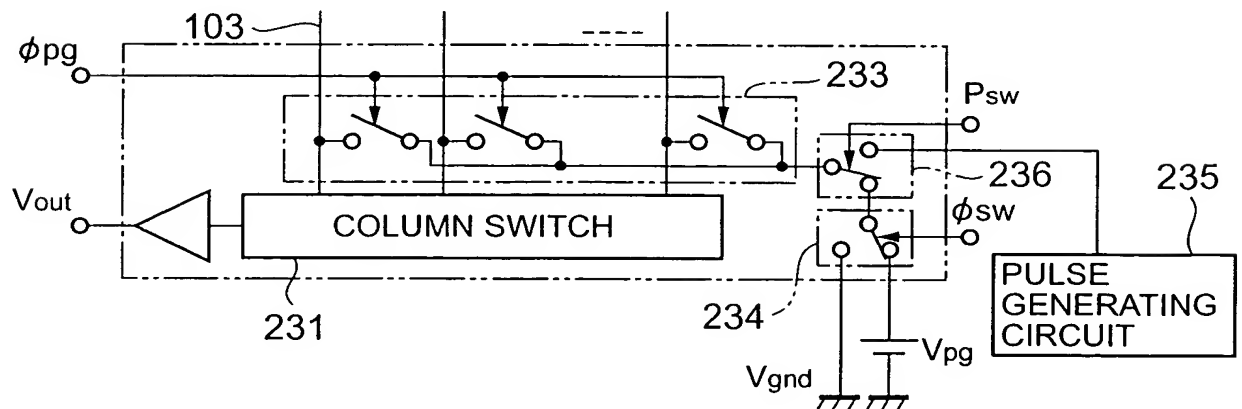 103
ϕpg
233
Psw
236
235
Vout
COLUMN SWITCH
ϕsw
PULSE
GENERATING
CIRCUIT
231
234
Vpg
Vgnd